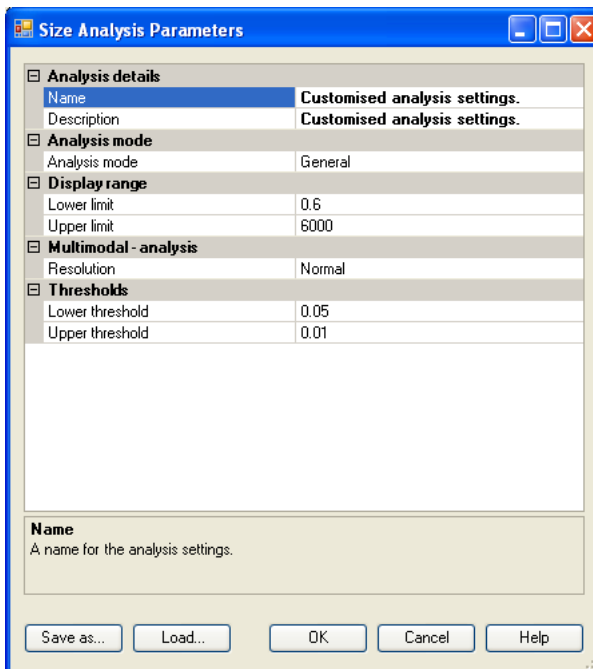 Size Analysis Parameters
Analysis details
Name Customised analysis settings.
Description Customised analysis settings.
Analysis mode
Analysis mode General
Display range
Lower limit 0.6
Upper limit 6000
Multimodal - analysis
Resolution Normal
Thresholds
Lower threshold 0.05
Upper threshold 0.01
Name
A name for the analysis settings.
Save as... Load... OK Cancel Help